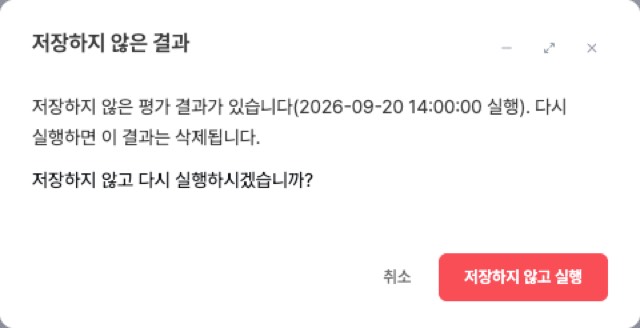 저장하지 않은 결과
저장하지 않은 평가 결과가 있습니다(2026-09-20 14:00:00 실행). 다시
실행하면 이 결과는 삭제됩니다.
저장하지 않고 다시 실행하시겠습니까?
취소
저장하지 않고 실행